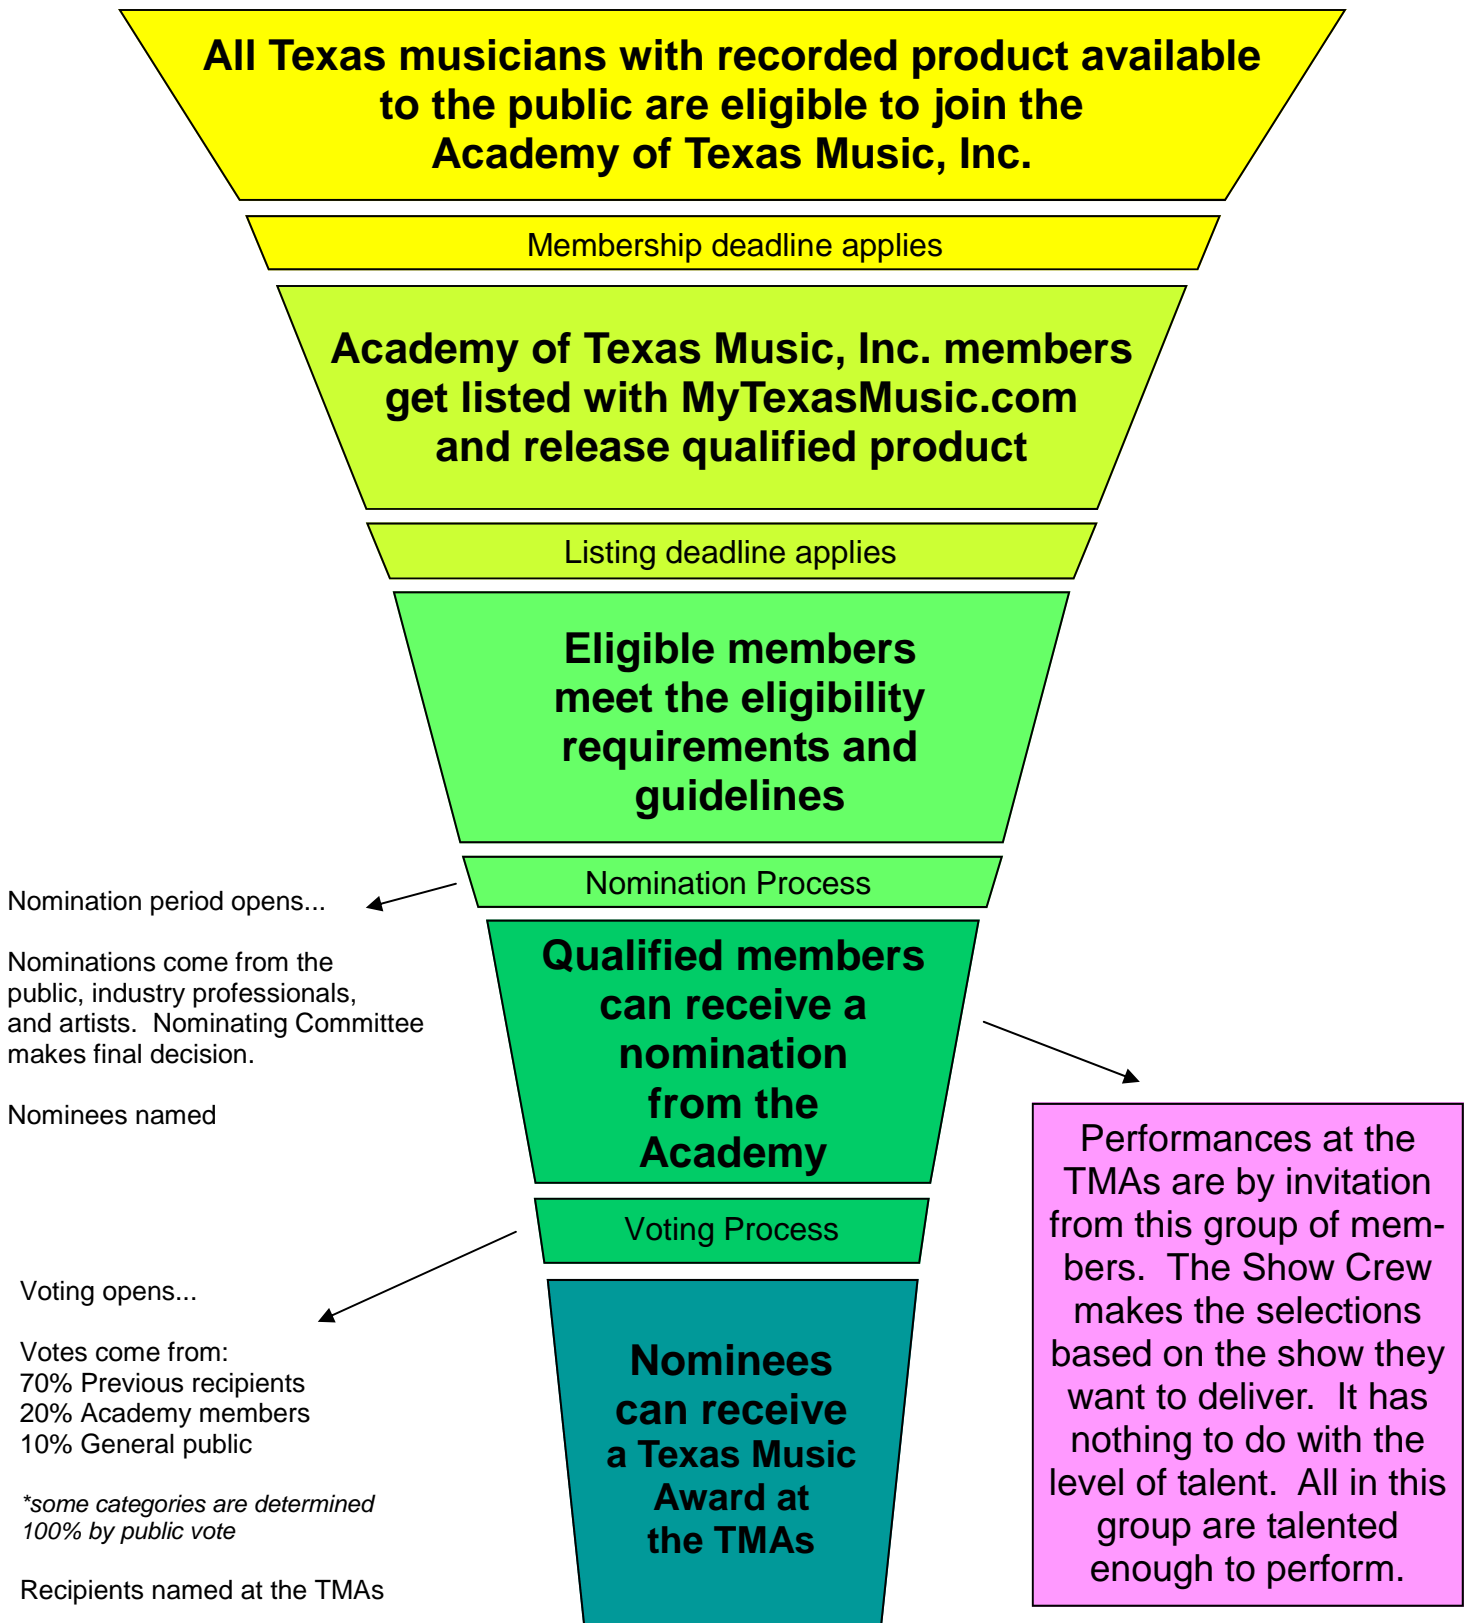 All Texas musicians with recorded product available
to the public are eligible to join the
Academy of Texas Music, Inc.
Membership deadline applies
Academy of Texas Music, Inc. members
get listed with MyTexasMusic.com
and release qualified product
Listing deadline applies
Eligible members
meet the eligibility
requirements and
guidelines
Nomination Process
Nomination period opens...
Nominations come from the
public, industry professionals,
and artists.  Nominating Committee
makes final decision.
Nominees named
Qualified members
can receive a
nomination
from the
Academy
Performances at the
TMAs are by invitation
from this group of mem-
bers.  The Show Crew
makes the selections
based on the show they
want to deliver.  It has
nothing to do with the
level of talent.  All in this
group are talented
enough to perform.
Voting Process
Voting opens...
Votes come from:
70% Previous recipients
20% Academy members
10% General public
*some categories are determined
100% by public vote
Recipients named at the TMAs
Nominees
can receive
a Texas Music
Award at
the TMAs